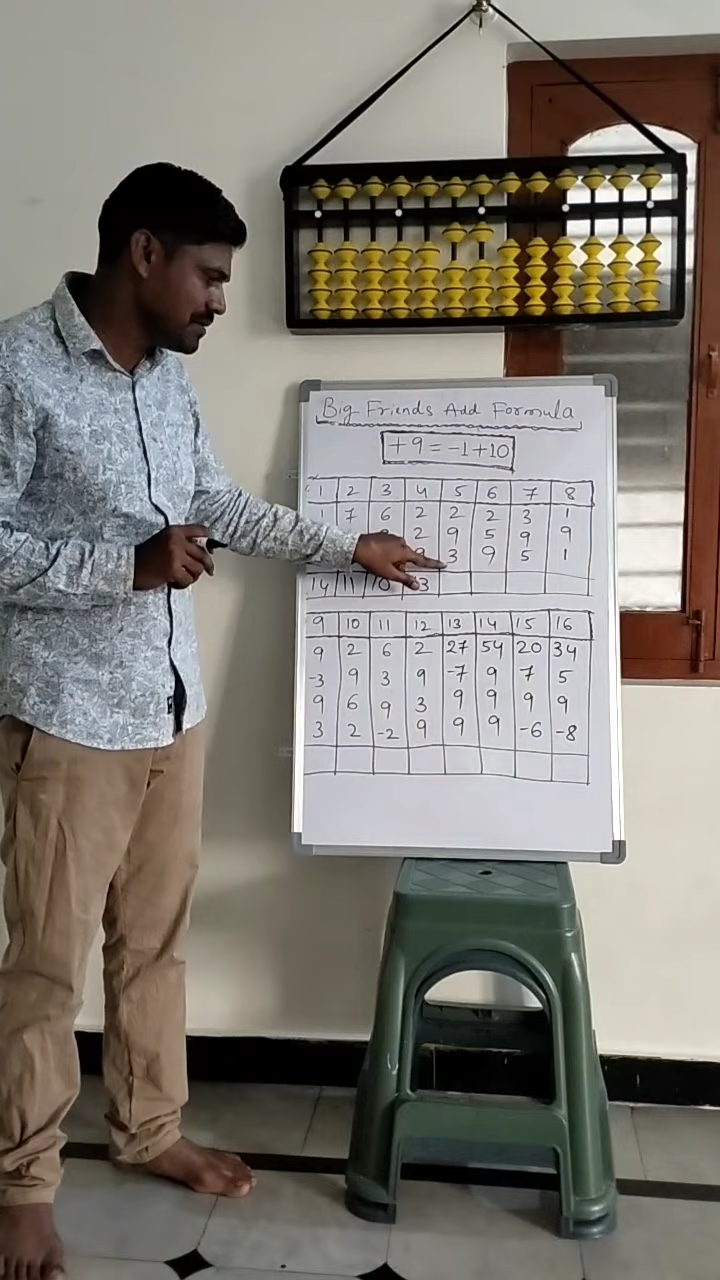 Big Friends Add Formula
+9 = -1+10
1 2 3 4 5 6 7 8
1 7 6 2 2 2 3 1
2 9 5 9 9
3 9 5 1
14 11 10 13
9 10 11 12 13 14 15 16
9 2 6 2 27 54 20 34
-3 9 3 9 -7 9 7 5
9 6 9 3 9 9 9 9
3 2 -2 9 9 9 -6 -8